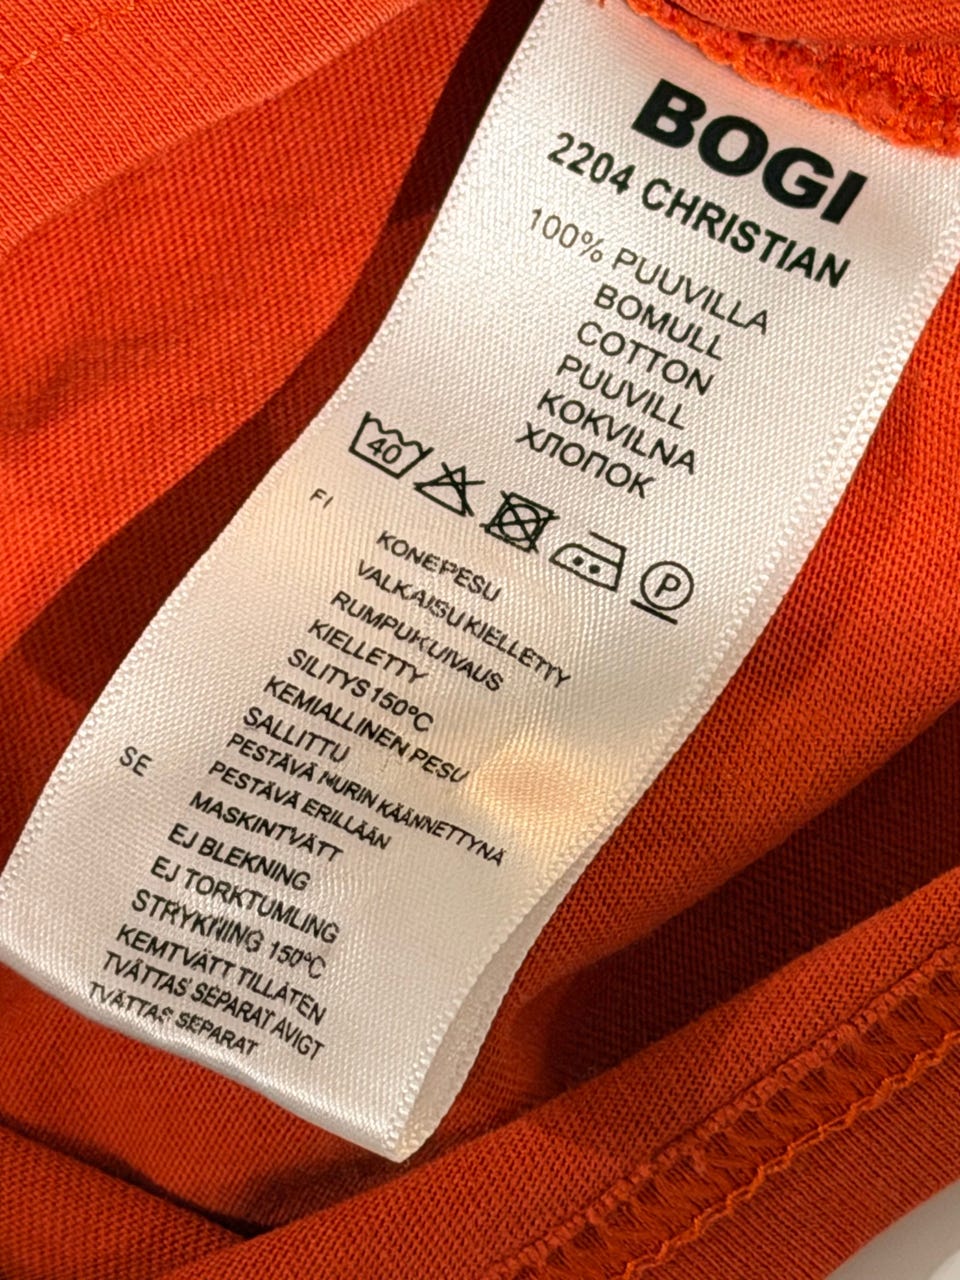 BOGI
2204 CHRISTIAN
100% PUUVILLA
BOMULL
COTTON
PUUVILL
KOKVILNA
ХЛОПОК
40
P
FI
KONEPESU
VALKAISU KIELLETTY
RUMPUKUIVAUS
KIELLETTY
SILITYS 150°C
KEMIALLINEN PESU
SALLITTU
PESTÄVÄ NURIN KÄÄNNETTYNÄ
PESTÄVÄ ERILLÄÄN
SE
MASKINTVÄTT
EJ BLEKNING
EJ TORKTUMLING
STRYKNING 150°C
KEMTVÄTT TILLÅTEN
TVÄTTAS SEPARAT AVIGT
TVÄTTAS SEPARAT